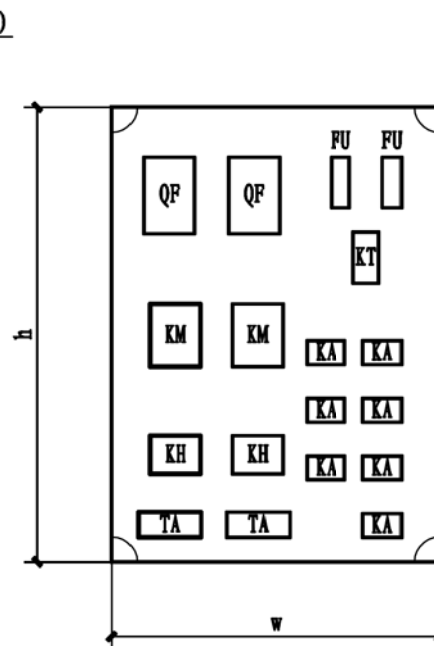 )
FU FU
QF QF
KT
KM KM
h
KA KA
KA KA
KH KH
KA KA
TA TA KA
w